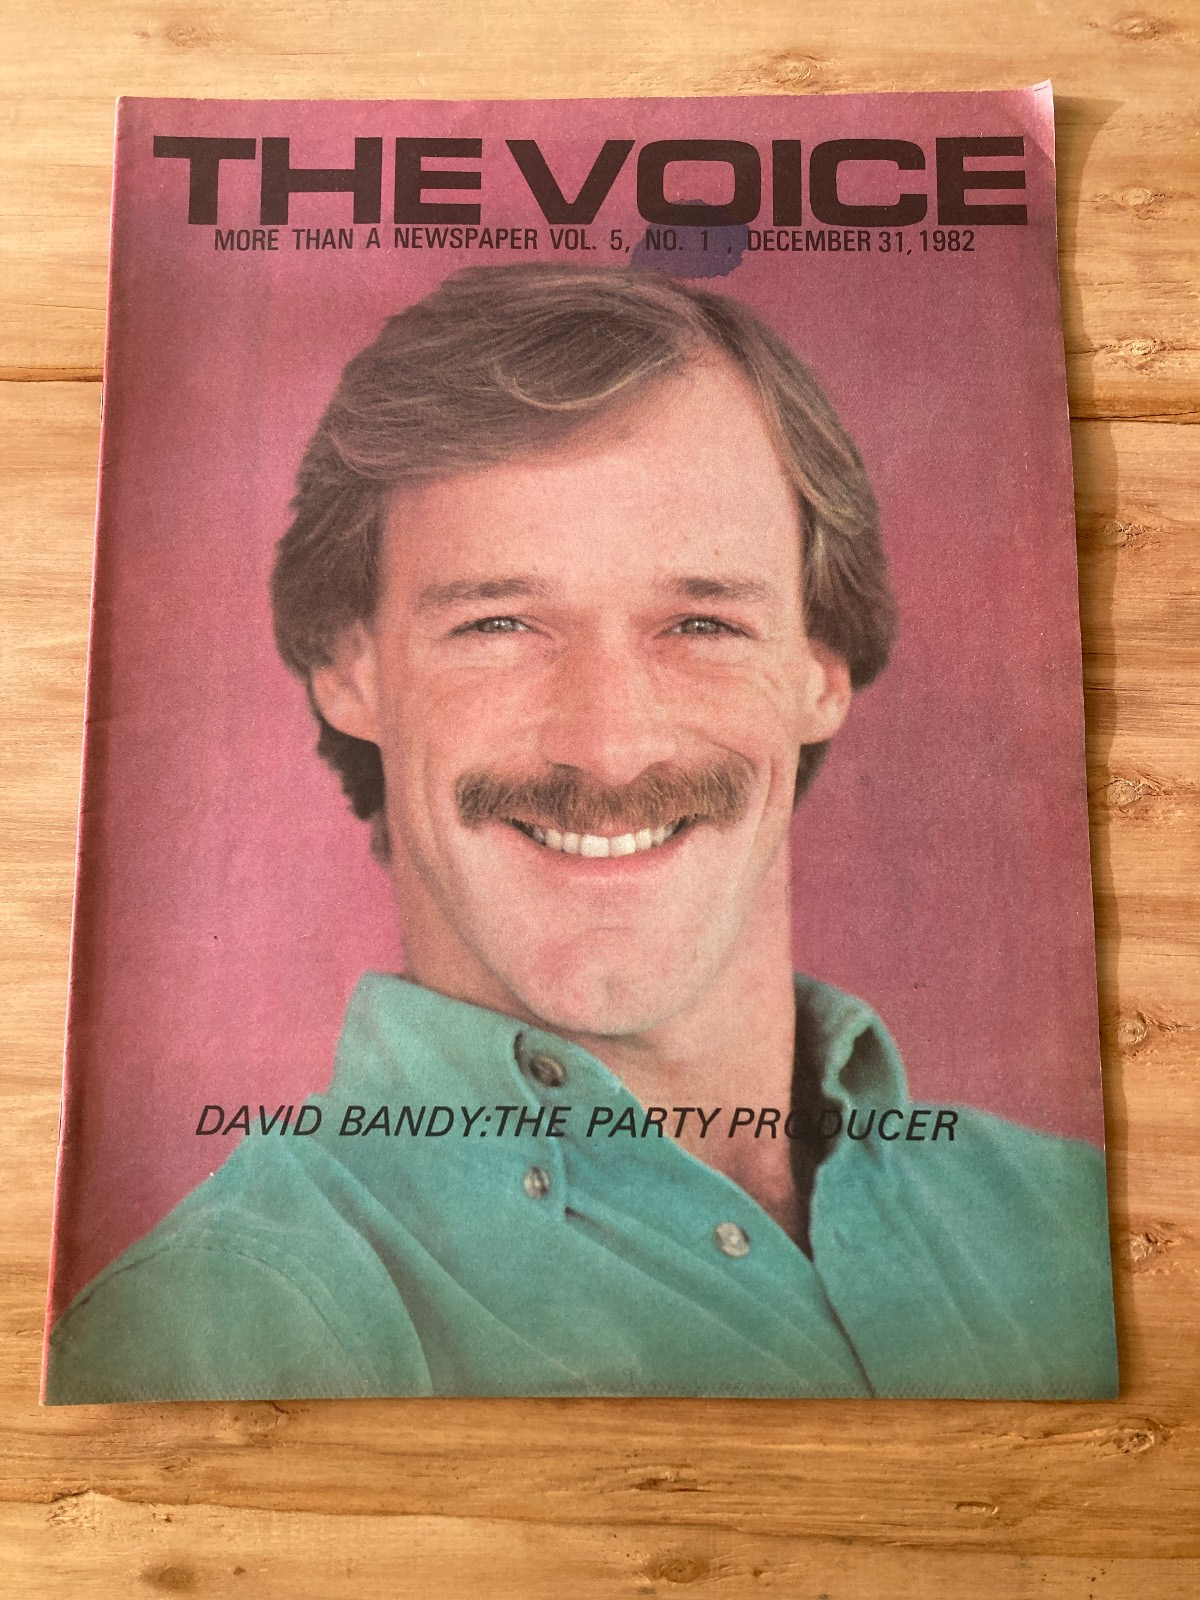 THE VOICE
MORE THAN A NEWSPAPER VOL. 5, NO. 1 , DECEMBER 31, 1982
DAVID BANDY:THE PARTY PRODUCER